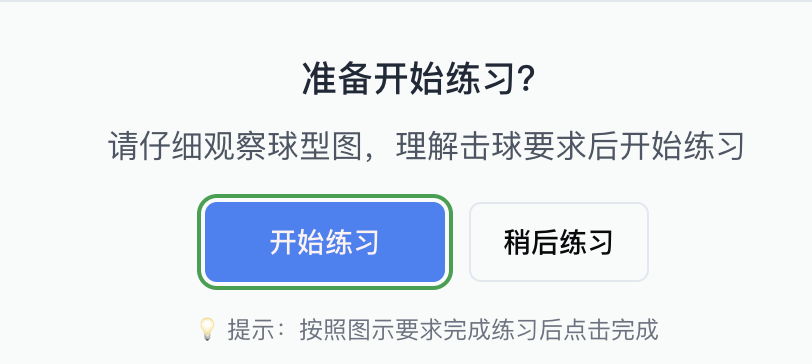 准备开始练习?
请仔细观察球型图，理解击球要求后开始练习
开始练习
稍后练习
💡 提示：按照图示要求完成练习后点击完成